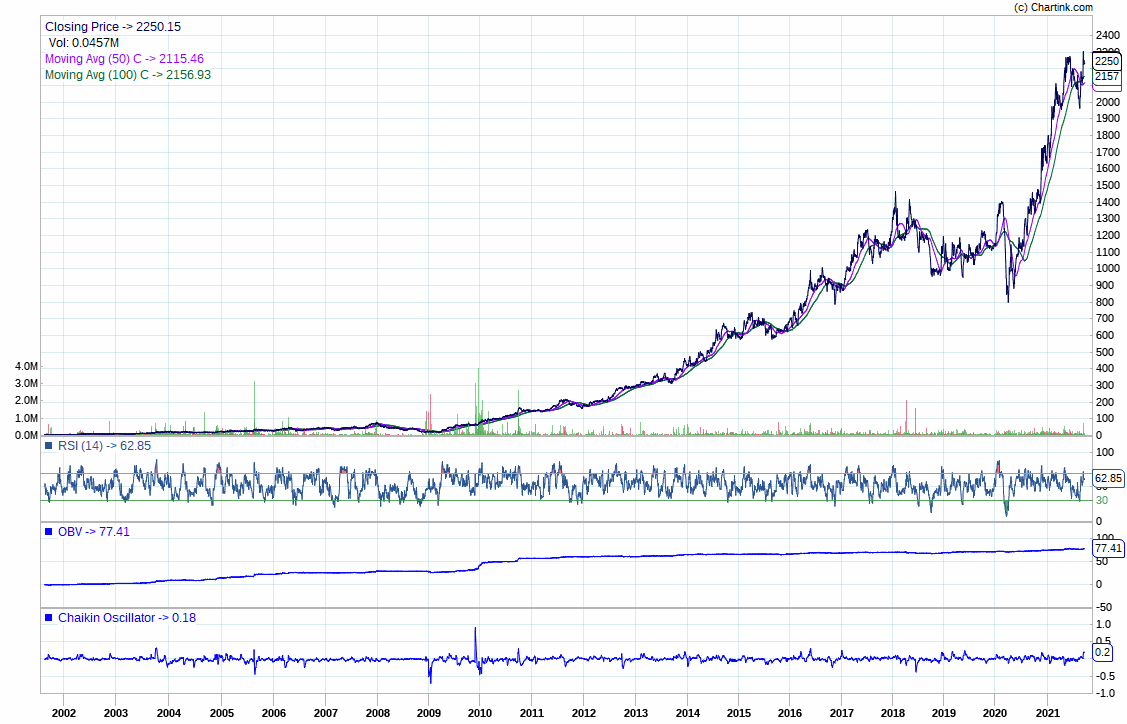 (c) Chartink.com
Closing Price -> 2250.15
Vol: 0.0457M
Moving Avg (50) C -> 2115.46
Moving Avg (100) C -> 2156.93
2400
2250
2157
2000
1900
1800
1700
1600
1500
1400
1300
1200
1100
1000
900
800
700
600
500
400
300
200
100
0
4.0M
3.0M
2.0M
1.0M
0.0M
RSI (14) -> 62.85
100
62.85
30
0
OBV -> 77.41
100
77.41
50
0
-50
Chaikin Oscillator -> 0.18
1.0
0.5
0.2
-0.5
-1.0
2002 2003 2004 2005 2006 2007 2008 2009 2010 2011 2012 2013 2014 2015 2016 2017 2018 2019 2020 2021